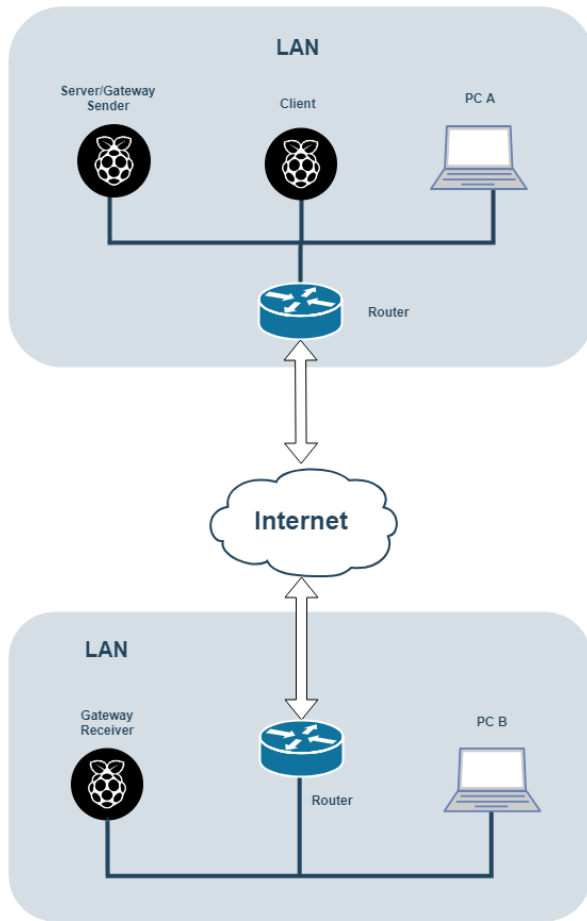 LAN
Server/Gateway
Sender
Client
PC A
Router
Internet
LAN
Gateway
Receiver
PC B
Router